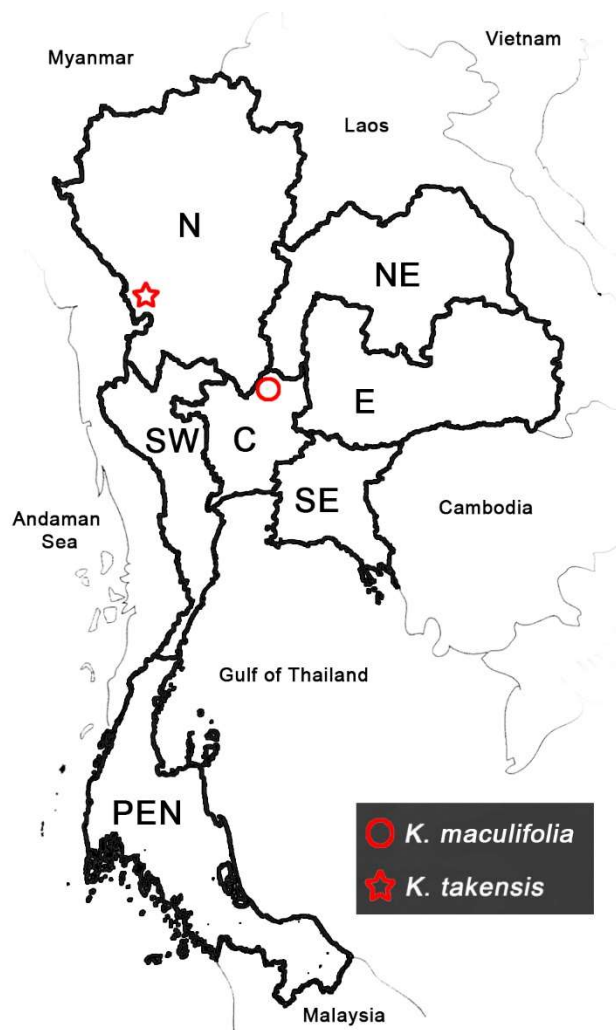 Vietnam
Myanmar
Laos
N
NE
E
SW
C
SE
Andaman
Sea
Cambodia
Gulf of Thailand
PEN
K. maculifolia
K. takensis
Malaysia